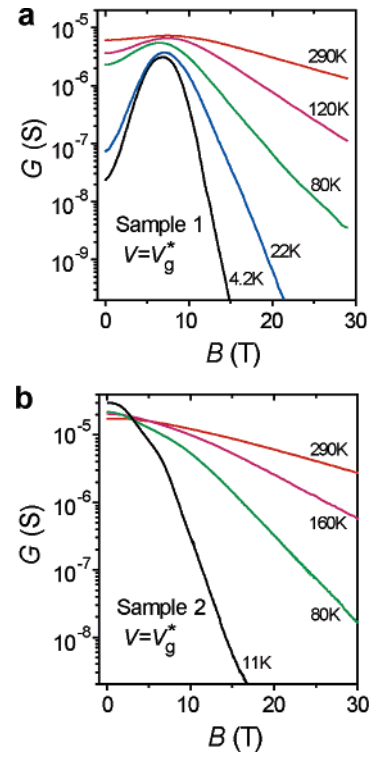 a
10⁻⁵
10⁻⁶
10⁻⁷
10⁻⁸
10⁻⁹
G (S)
290K
120K
80K
22K
4.2K
Sample 1
V=V*g
0 10 20 30
B (T)
b
10⁻⁵
10⁻⁶
10⁻⁷
10⁻⁸
G (S)
290K
160K
80K
11K
Sample 2
V=V*g
0 10 20 30
B (T)